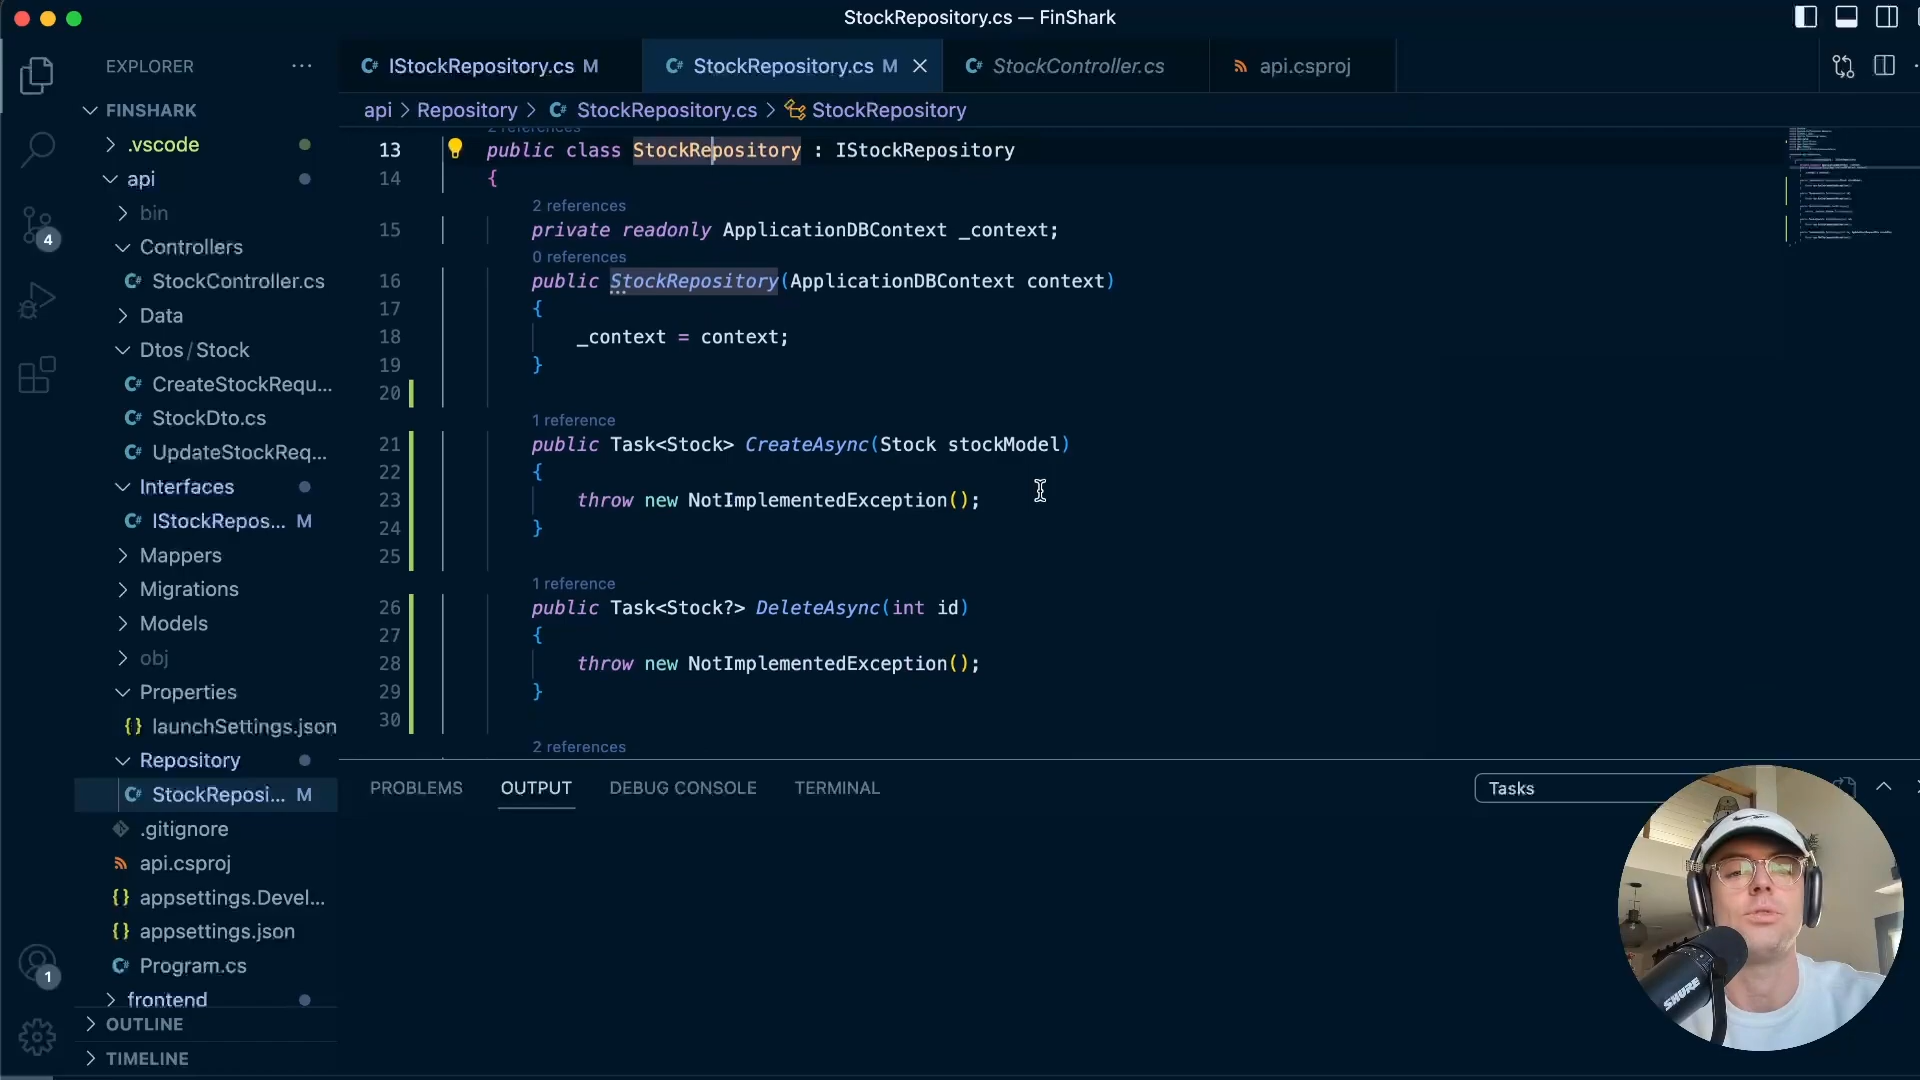 StockRepository.cs — FinShark
EXPLORER ...
C# IStockRepository.cs M
C# StockRepository.cs M
C# StockController.cs
api.csproj
api > Repository > C# StockRepository.cs > StockRepository
FINSHARK
.vscode
api
bin
Controllers
C# StockController.cs
Data
Dtos / Stock
C# CreateStockRequ...
C# StockDto.cs
C# UpdateStockReq...
Interfaces
C# IStockRepos... M
Mappers
Migrations
Models
obj
Properties
{} launchSettings.json
Repository
C# StockReposi... M
.gitignore
api.csproj
{} appsettings.Devel...
{} appsettings.json
C# Program.cs
frontend
OUTLINE
TIMELINE
4
1
2 references
13 public class StockRepository : IStockRepository
14 {
2 references
15 private readonly ApplicationDBContext _context;
0 references
16 public StockRepository(ApplicationDBContext context)
17 {
18 _context = context;
19 }
20
1 reference
21 public Task<Stock> CreateAsync(Stock stockModel)
22 {
23 throw new NotImplementedException();
24 }
25
1 reference
26 public Task<Stock?> DeleteAsync(int id)
27 {
28 throw new NotImplementedException();
29 }
30
2 references
PROBLEMS OUTPUT DEBUG CONSOLE TERMINAL
Tasks
SHURE